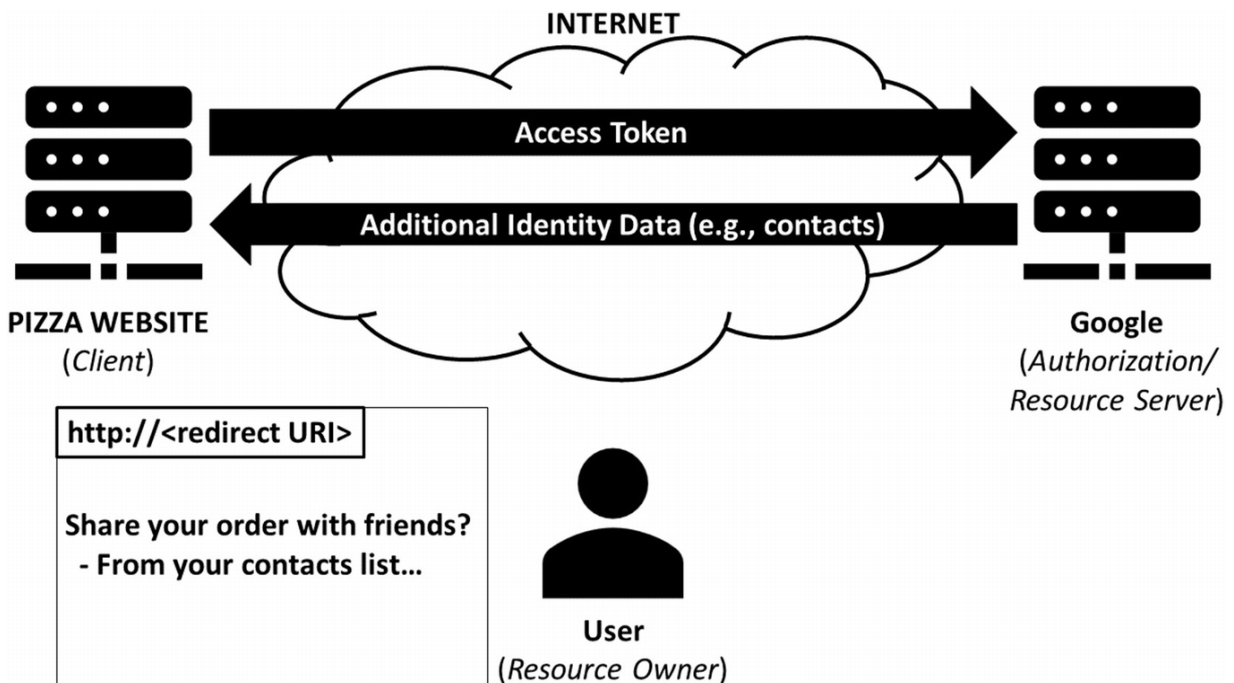 INTERNET
Access Token
Additional Identity Data (e.g., contacts)
PIZZA WEBSITE
(Client)
Google
(Authorization/
Resource Server)
http://<redirect URI>
Share your order with friends?
- From your contacts list...
User
(Resource Owner)